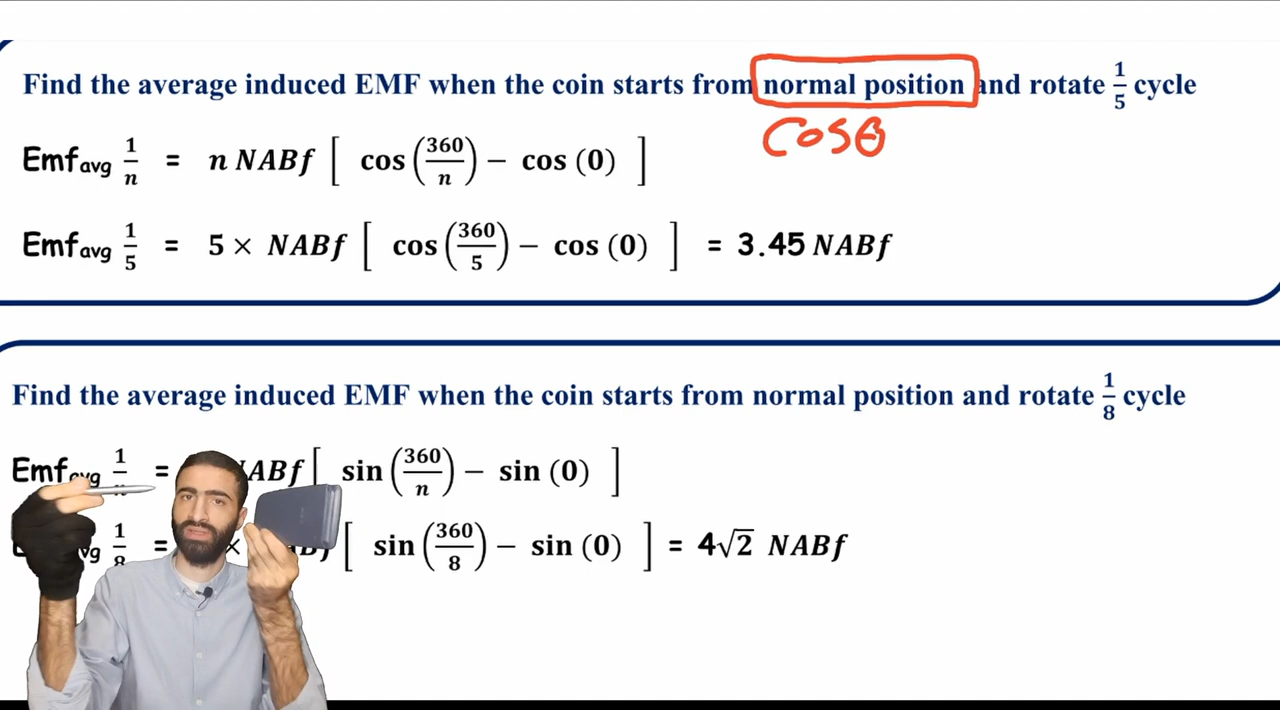 Find the average induced EMF when the coin starts from normal position and rotate 1/5 cycle
cosθ
Emf avg 1/n = n NABf [ cos (360/n) − cos (0) ]
Emf avg 1/5 = 5 × NABf [ cos (360/5) − cos (0) ] = 3.45 NABf
Find the average induced EMF when the coin starts from normal position and rotate 1/8 cycle
Emf avg 1/ = ABf [ sin (360/n) − sin (0) ]
1/8 = × [ sin (360/8) − sin (0) ] = 4√2 NABf